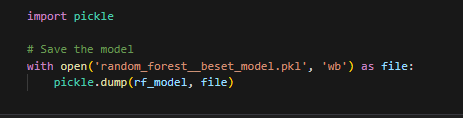 import pickle
# Save the model
with open('random_forest__beset_model.pkl', 'wb') as file:
    pickle.dump(rf_model, file)